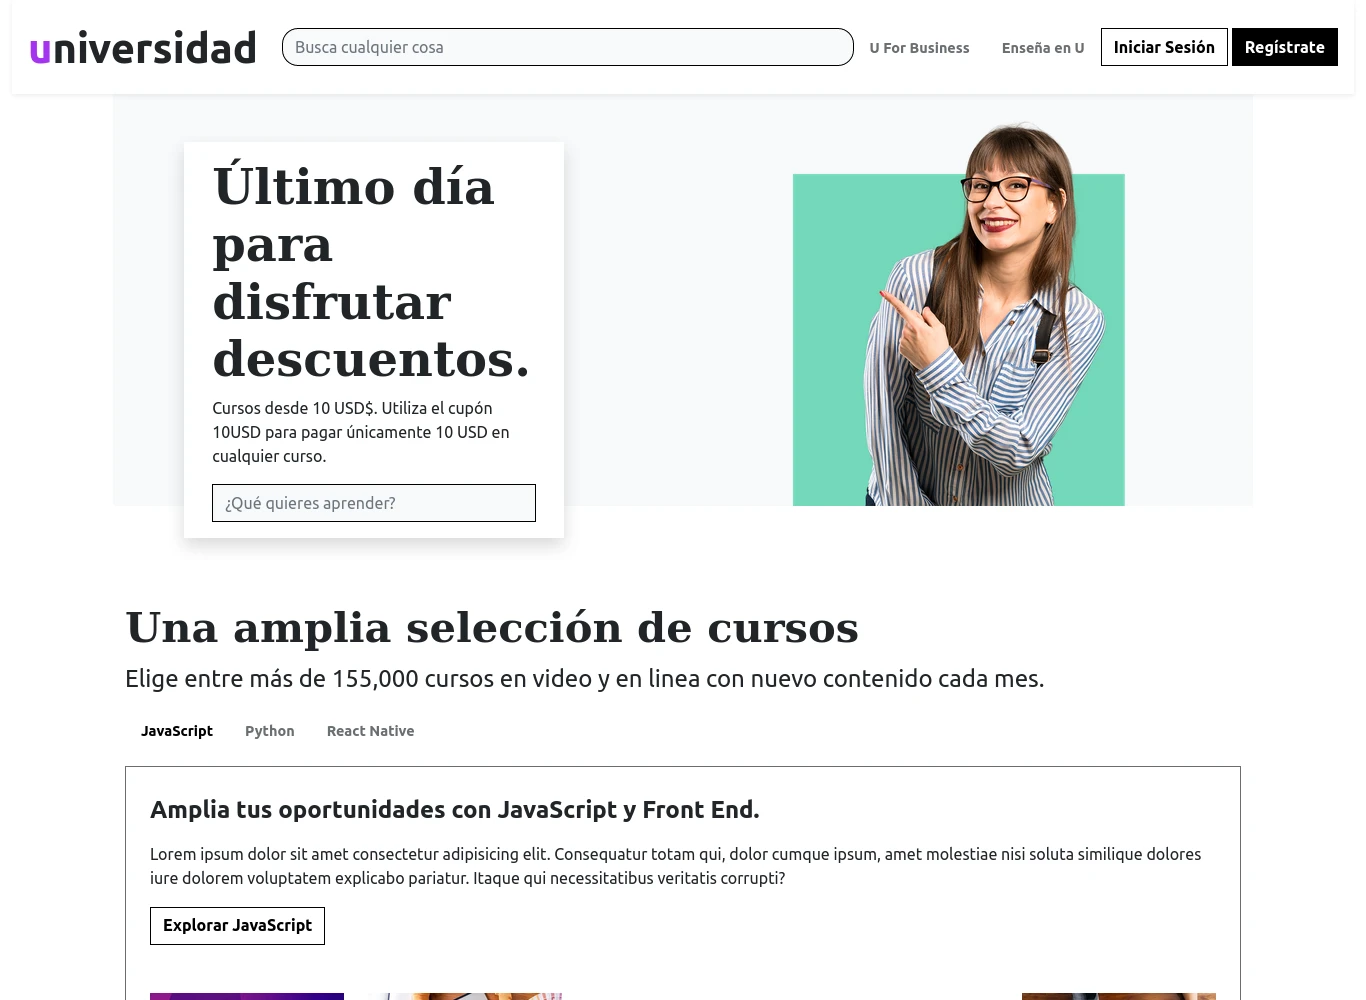 universidad
Busca cualquier cosa
U For Business
Enseña en U
Iniciar Sesión
Regístrate
Último día
para
disfrutar
descuentos.
Cursos desde 10 USD$. Utiliza el cupón
10USD para pagar únicamente 10 USD en
cualquier curso.
¿Qué quieres aprender?
Una amplia selección de cursos
Elige entre más de 155,000 cursos en video y en linea con nuevo contenido cada mes.
JavaScript
Python
React Native
Amplia tus oportunidades con JavaScript y Front End.
Lorem ipsum dolor sit amet consectetur adipisicing elit. Consequatur totam qui, dolor cumque ipsum, amet molestiae nisi soluta similique dolores
iure dolorem voluptatem explicabo pariatur. Itaque qui necessitatibus veritatis corrupti?
Explorar JavaScript